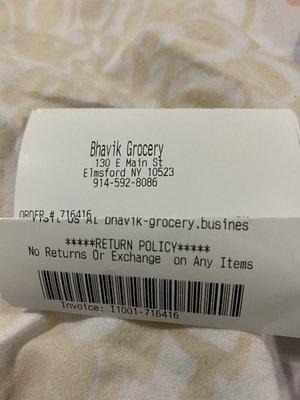 Bhavik Grocery
130 E Main St
Elmsford NY 10523
914-592-8086
ORDER # 716416
Visit Us At bhavik-grocery.busines
*****RETURN POLICY*****
No Returns Or Exchange on Any Items
Invoice: I1001-716416